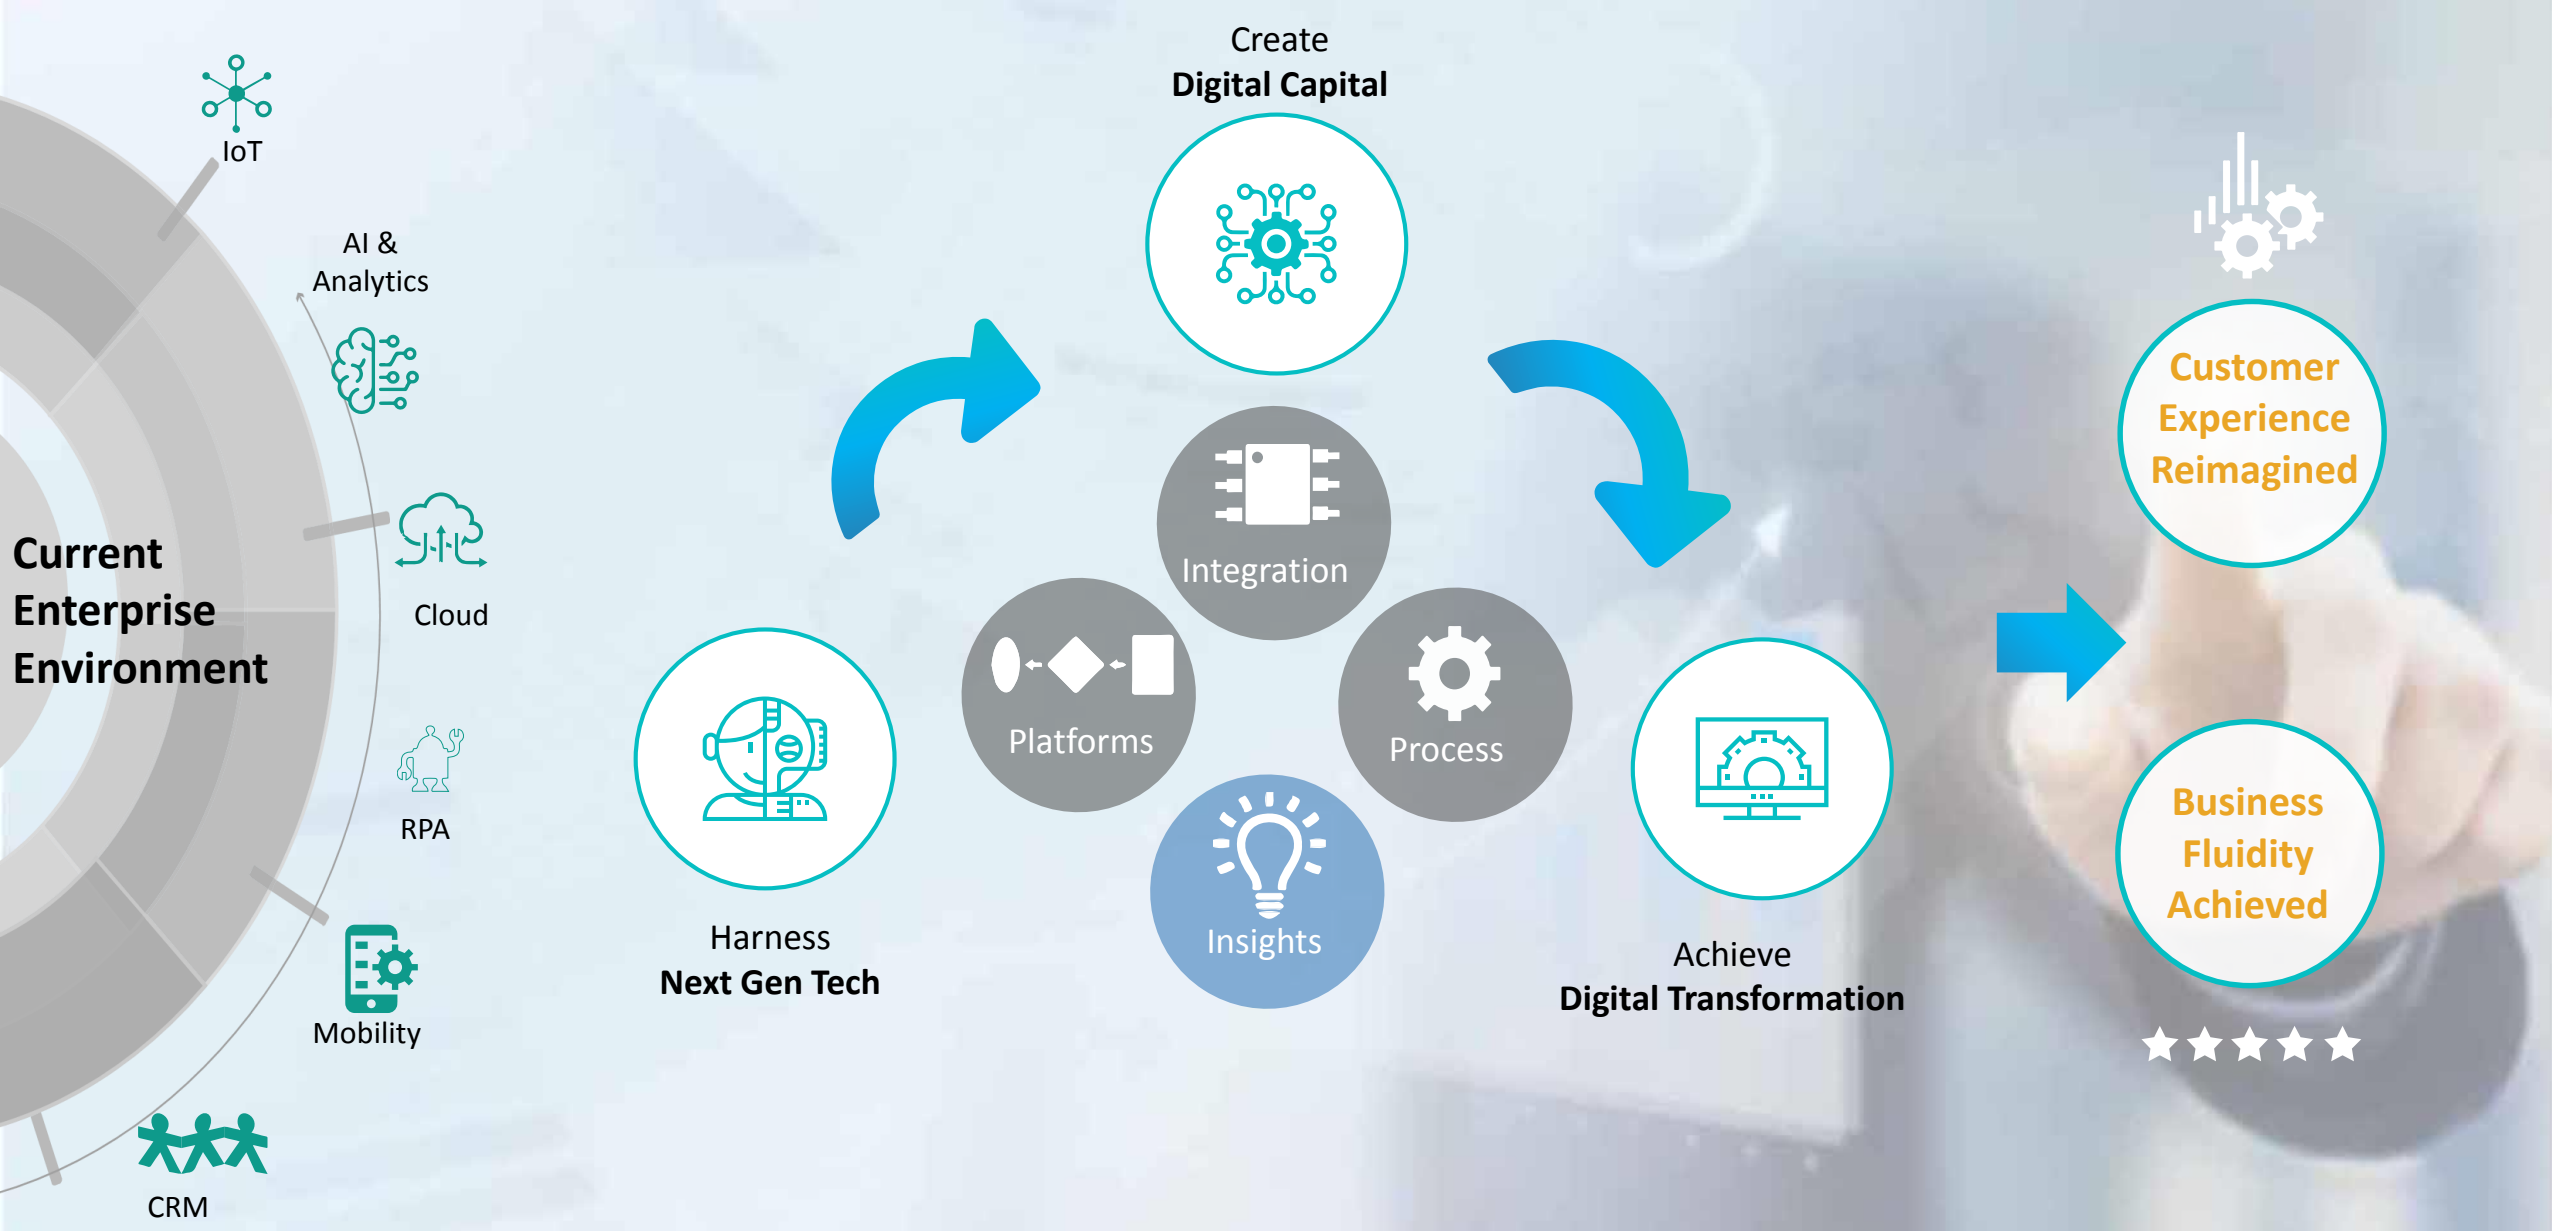 Current
Enterprise
Environment
IoT
AI &
Analytics
Cloud
RPA
Mobility
CRM
Harness
Next Gen Tech
Create
Digital Capital
Integration
Platforms
Process
Insights
Achieve
Digital Transformation
Customer
Experience
Reimagined
Business
Fluidity
Achieved